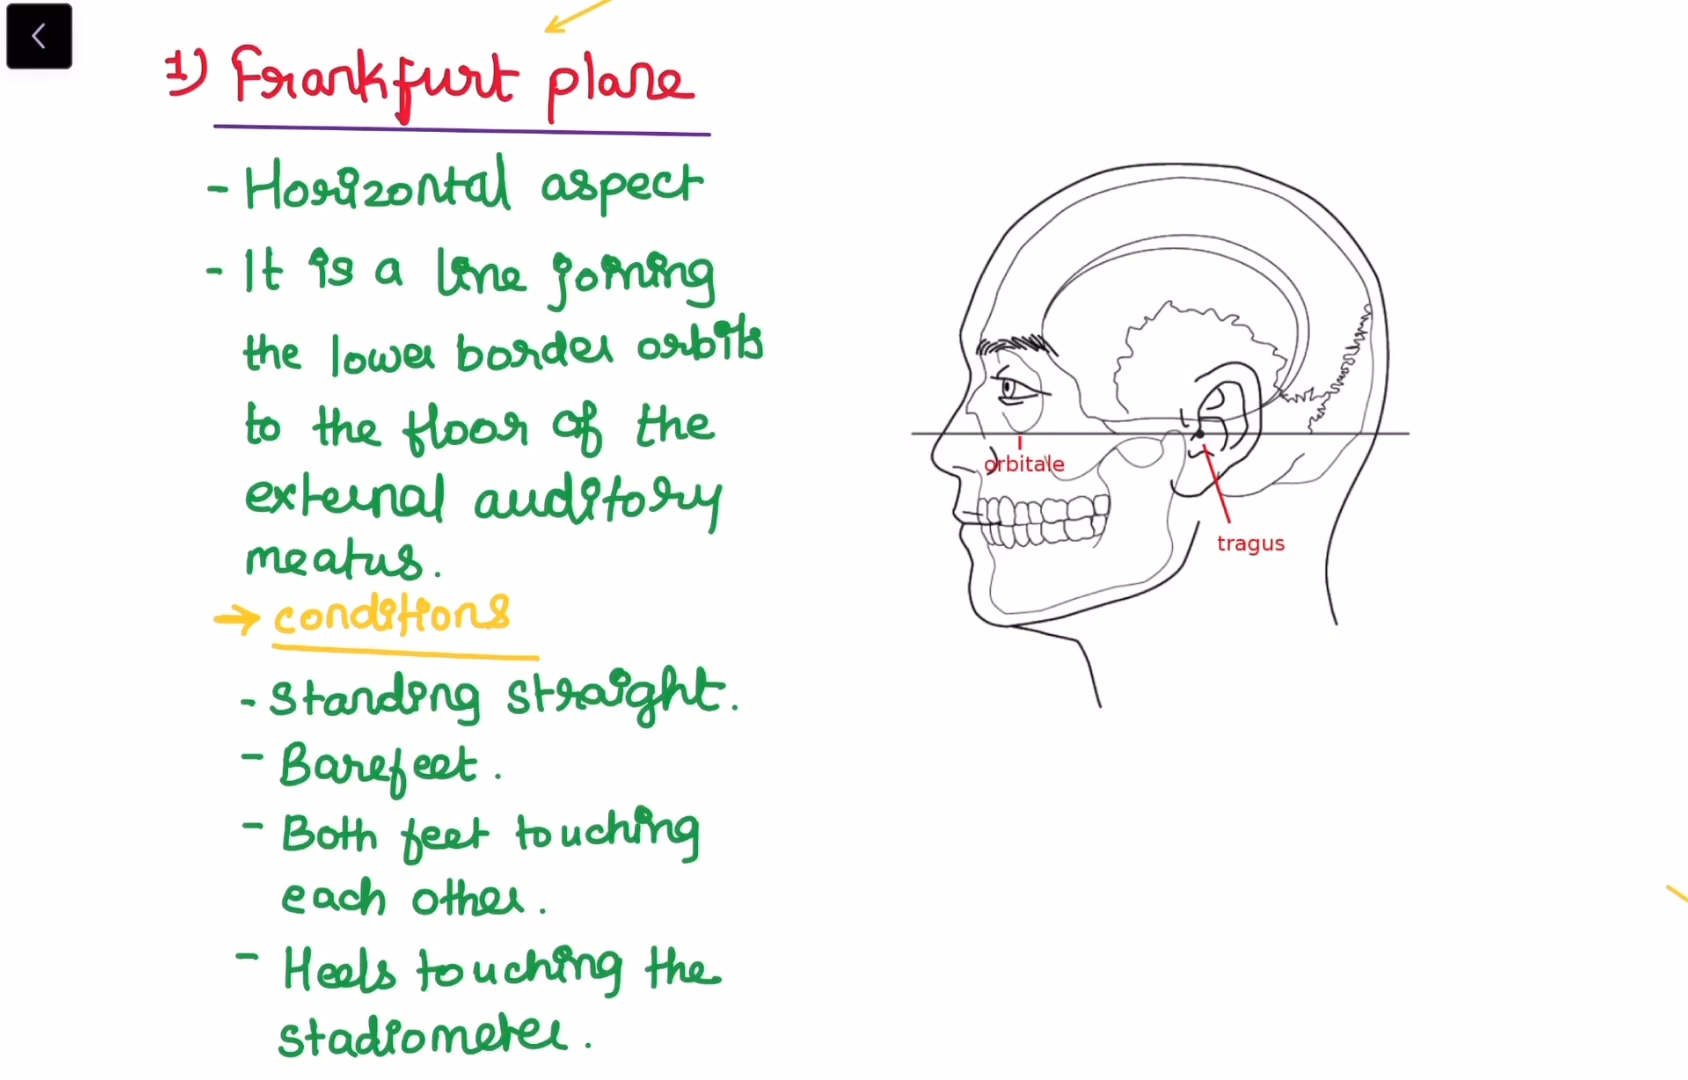 1) Frankfurt plane
- Horizontal aspect
- It is a line joining
the lower border orbits
to the floor of the
external auditory
meatus.
→ conditions
- Standing straight.
- Barefeet.
- Both feet touching
each other.
- Heels touching the
stadiometer.
orbitale
tragus